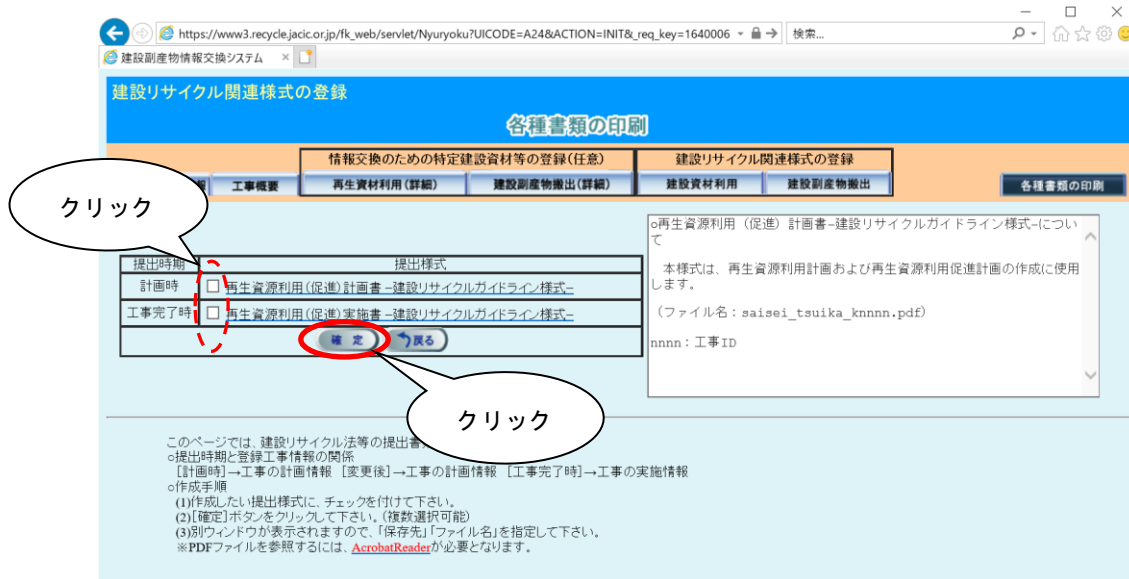 https://www3.recycle.jacic.or.jp/fk_web/servlet/Nyuryoku?UICODE=A24&ACTION=INIT&_req_key=1640006
検索...
建設副産物情報交換システム
建設リサイクル関連様式の登録
各種書類の印刷
情報交換のための特定建設資材等の登録(任意)
建設リサイクル関連様式の登録
工事概要
再生資材利用(詳細)
建設副産物搬出(詳細)
建設資材利用
建設副産物搬出
各種書類の印刷
クリック
提出時期
提出様式
計画時
再生資源利用(促進)計画書−建設リサイクルガイドライン様式−
工事完了時
再生資源利用(促進)実施書−建設リサイクルガイドライン様式−
確 定
戻る
○再生資源利用（促進）計画書−建設リサイクルガイドライン様式−につい
て
本様式は、再生資源利用計画および再生資源利用促進計画の作成に使用
します。
（ファイル名：saisei_tsuika_knnnn.pdf）
nnnn：工事ID
クリック
このページでは、建設リサイクル法等の提出書
○提出時期と登録工事情報の関係
［計画時］→工事の計画情報 ［変更後］→工事の計画情報 ［工事完了時］→工事の実施情報
○作成手順
(1)作成したい提出様式に、チェックを付けて下さい。
(2)［確定］ボタンをクリックして下さい。（複数選択可能）
(3)別ウィンドウが表示されますので、「保存先」「ファイル名」を指定して下さい。
※PDFファイルを参照するには、AcrobatReaderが必要となります。